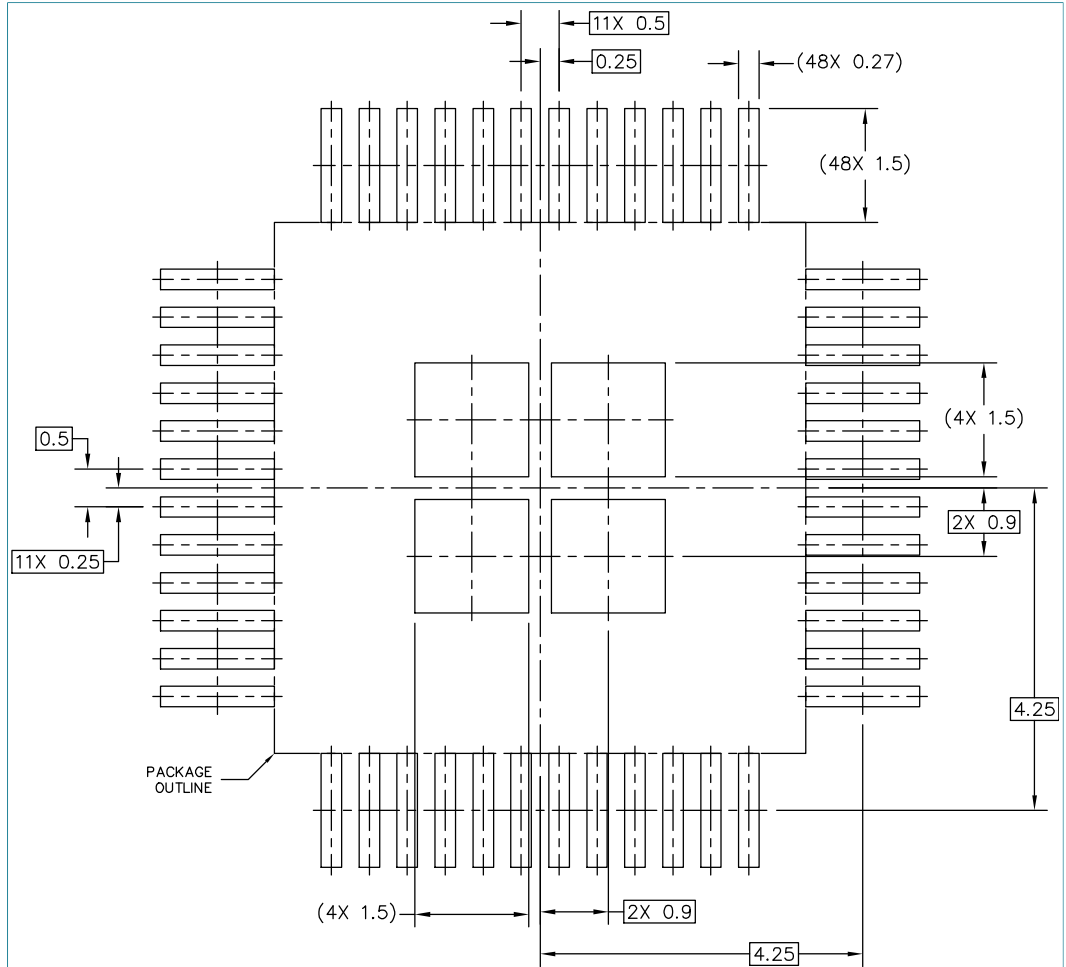 11X 0.5
0.25
(48X 0.27)
(48X 1.5)
(4X 1.5)
0.5
2X 0.9
11X 0.25
4.25
PACKAGE
OUTLINE
(4X 1.5)
2X 0.9
4.25